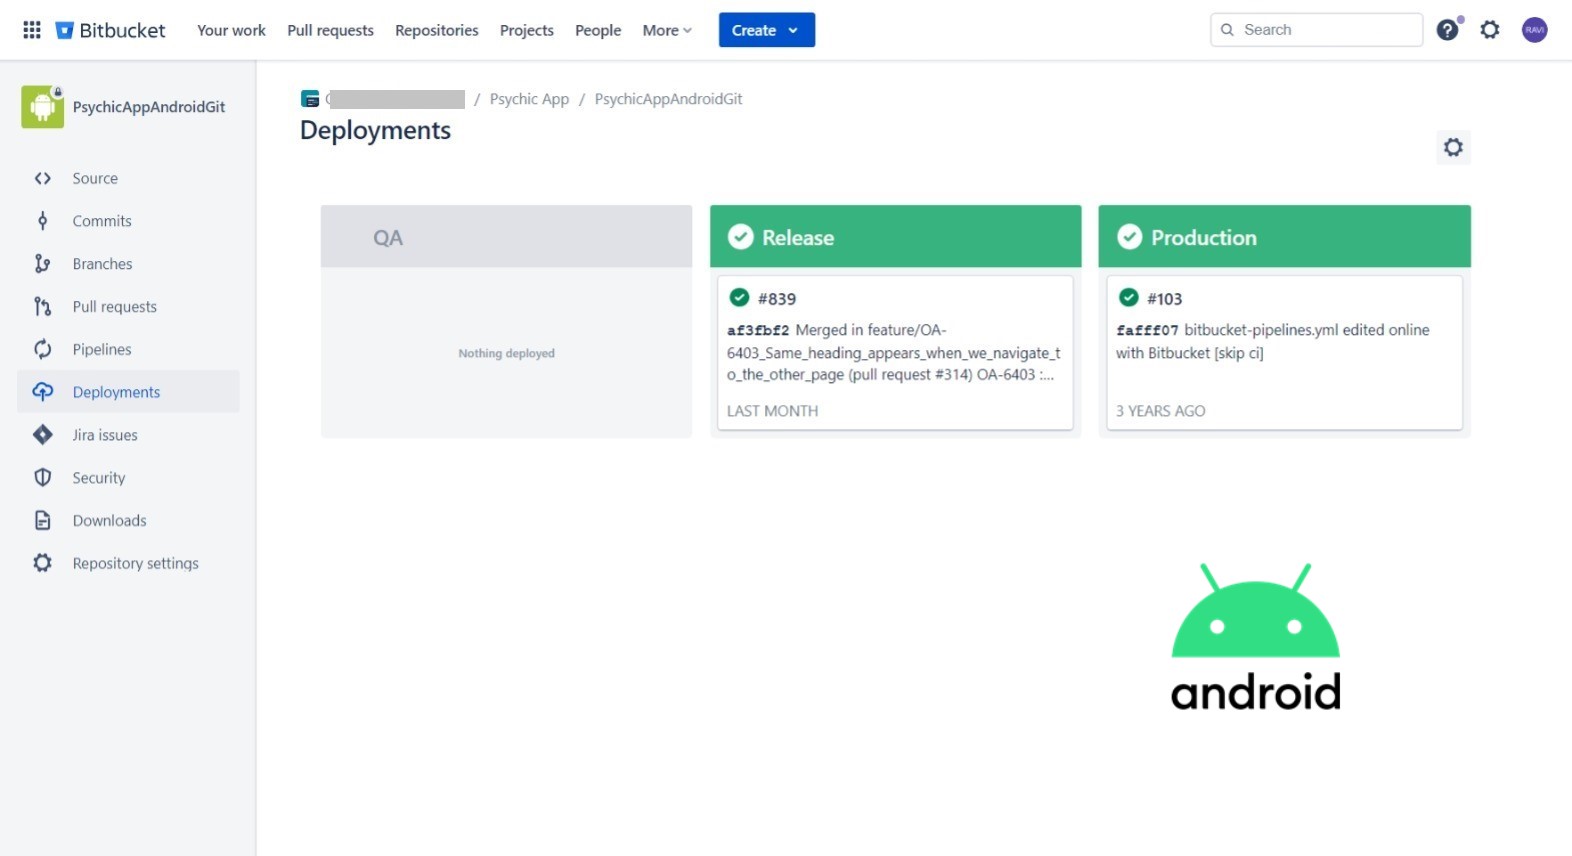 Bitbucket Your work Pull requests Repositories Projects People More Create Search RAVI
PsychicAppAndroidGit
Source
Commits
Branches
Pull requests
Pipelines
Deployments
Jira issues
Security
Downloads
Repository settings
/ Psychic App / PsychicAppAndroidGit
Deployments
QA
Nothing deployed
Release
#839
af3fbf2 Merged in feature/OA-
6403_Same_heading_appears_when_we_navigate_t
o_the_other_page (pull request #314) OA-6403 :...
LAST MONTH
Production
#103
fafff07 bitbucket-pipelines.yml edited online
with Bitbucket [skip ci]
3 YEARS AGO
android